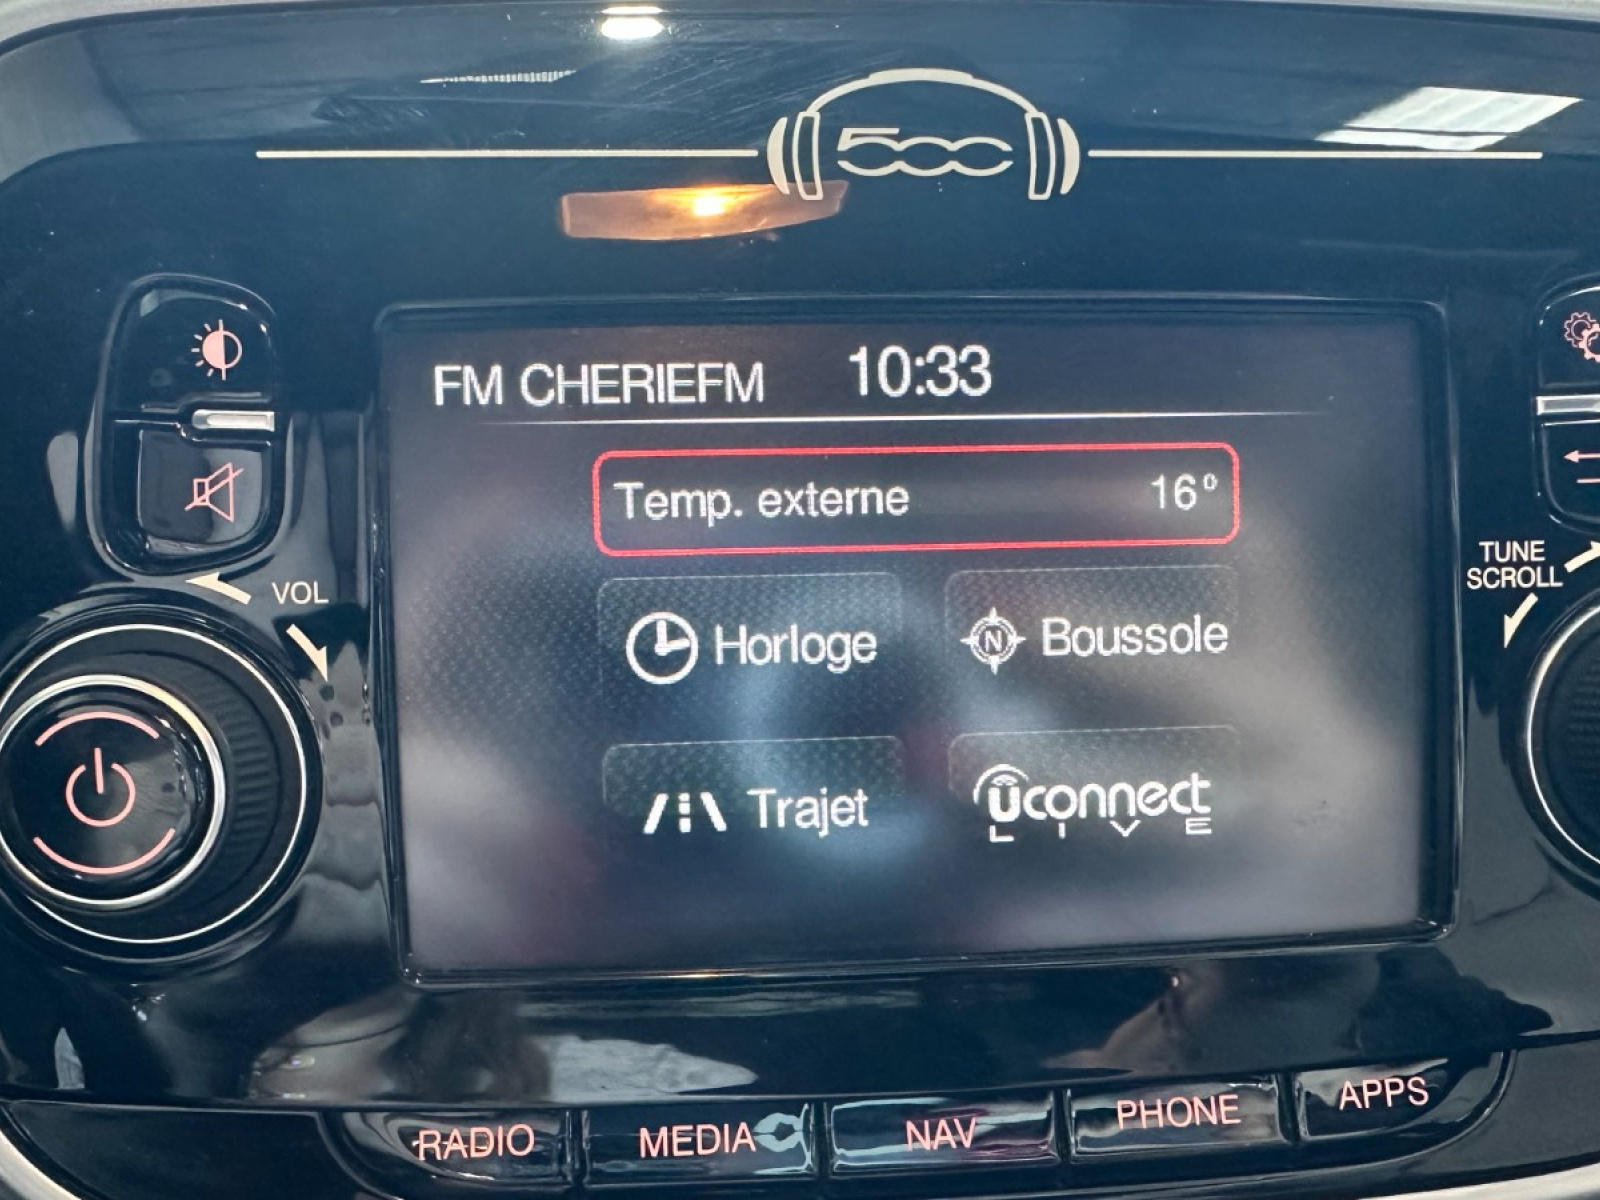 500
FM CHERIEFM 10:33
Temp. externe 16°
VOL
TUNE
SCROLL
Horloge
N Boussole
Trajet
uconnect
LIVE
RADIO
MEDIA
NAV
PHONE
APPS